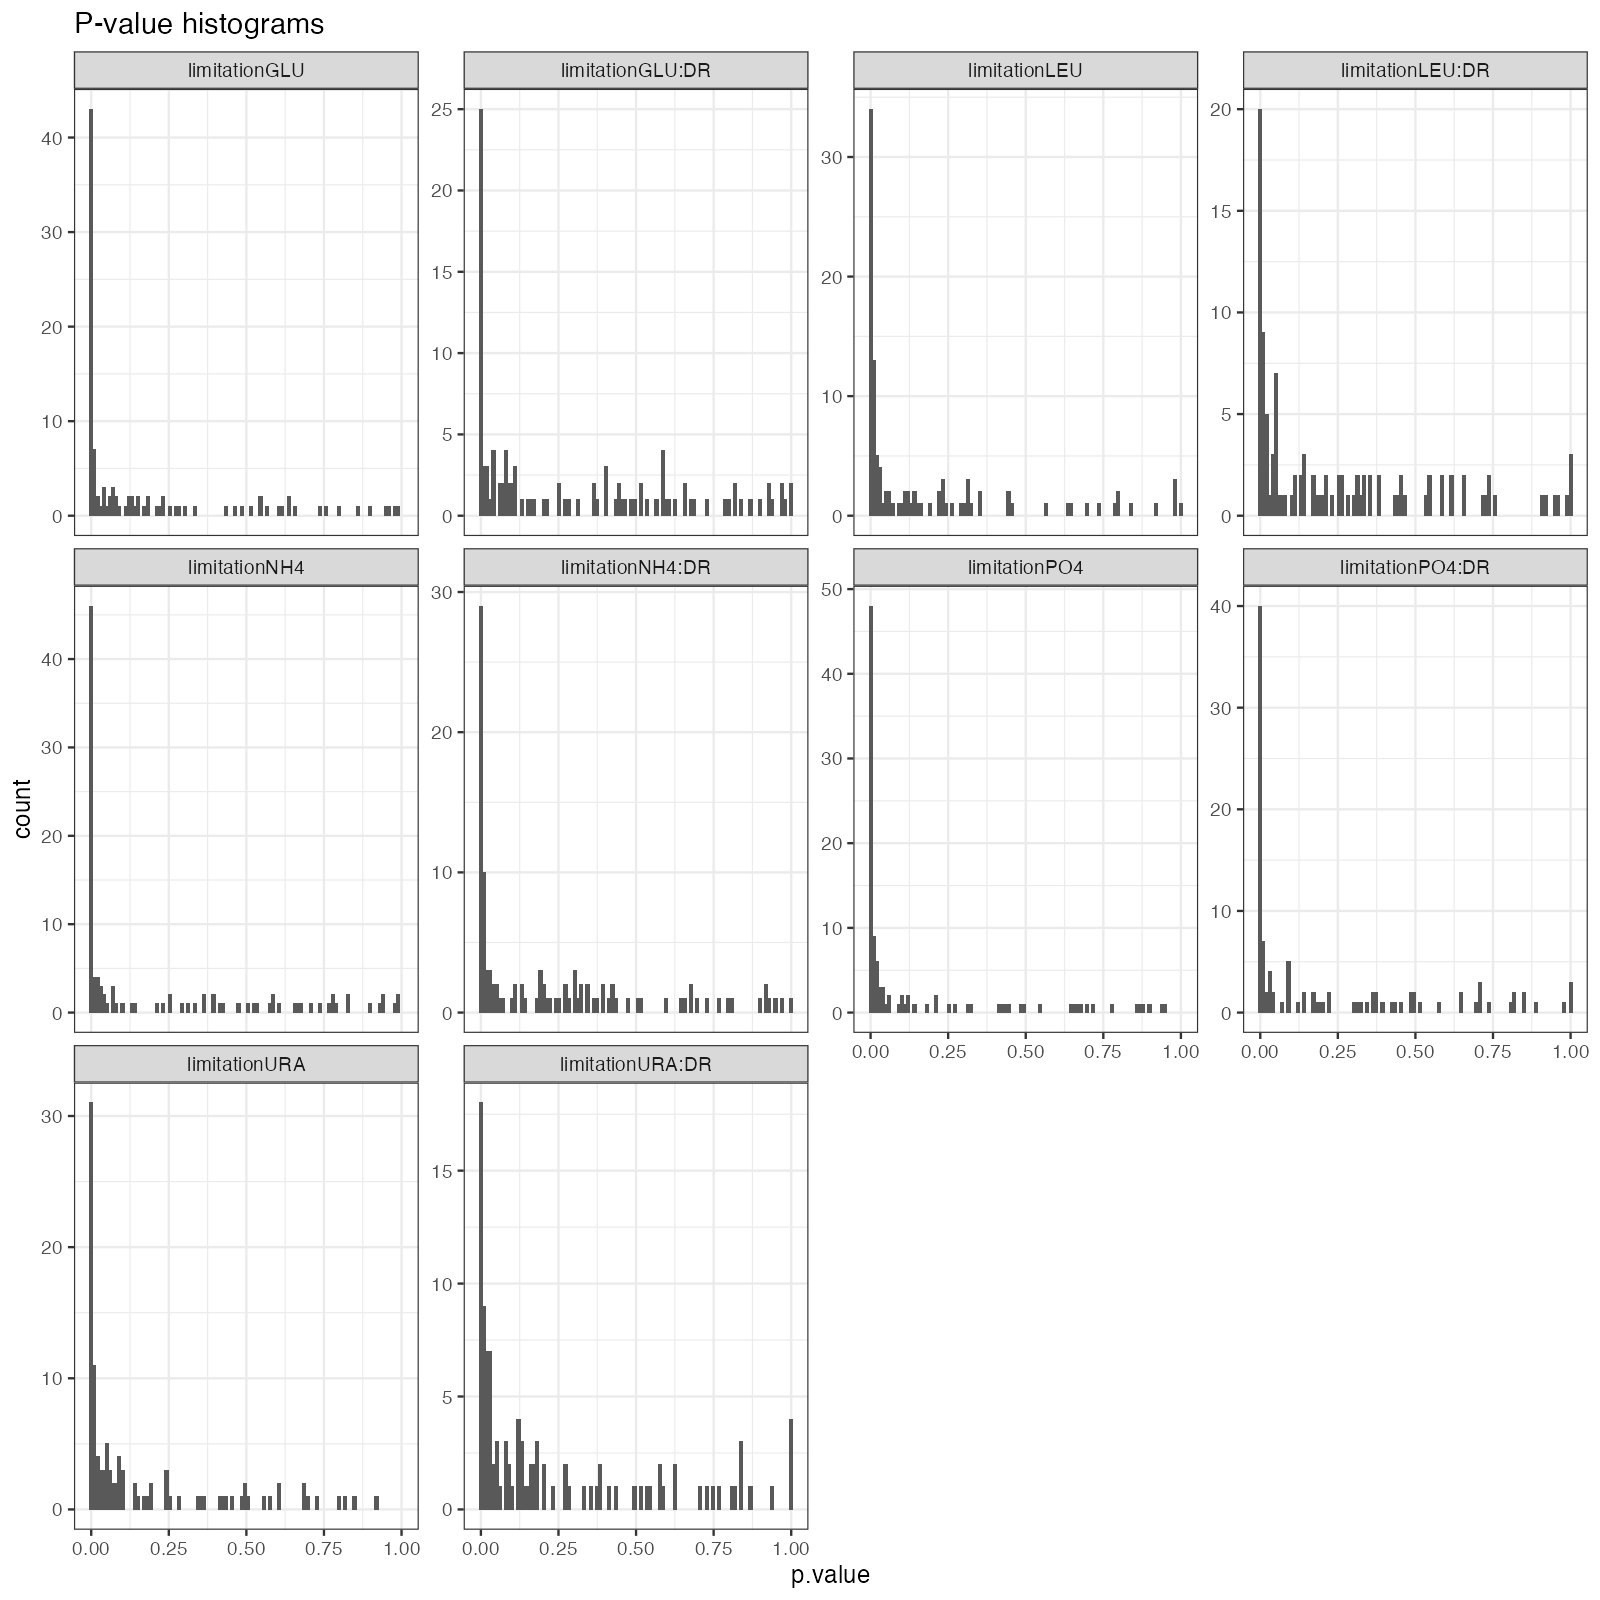 P-value histograms
limitationGLU limitationGLU:DR limitationLEU limitationLEU:DR
40 30 20 10 0
25 20 15 10 5 0
30 20 10 0
20 15 10 5 0
limitationNH4 limitationNH4:DR limitationPO4 limitationPO4:DR
40 30 20 10 0
30 20 10 0
50 40 30 20 10 0
40 30 20 10 0
0.00 0.25 0.50 0.75 1.00 0.00 0.25 0.50 0.75 1.00
limitationURA limitationURA:DR
30 20 10 0
15 10 5 0
0.00 0.25 0.50 0.75 1.00 0.00 0.25 0.50 0.75 1.00
count
p.value